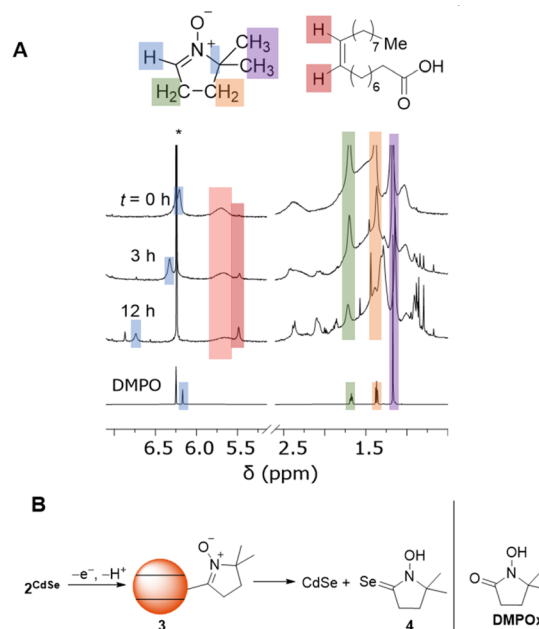 A
O⁻
N⁺
H
CH₃
CH₃
H₂C
CH₂
H
H
7
Me
6
OH
O
*
t = 0 h
3 h
12 h
DMPO
6.5 6.0 5.5 2.5 1.5
δ (ppm)
B
2^CdSe
−e⁻, −H⁺
O⁻
N⁺
3
CdSe +
OH
Se
N
4
OH
O
N
DMPOx